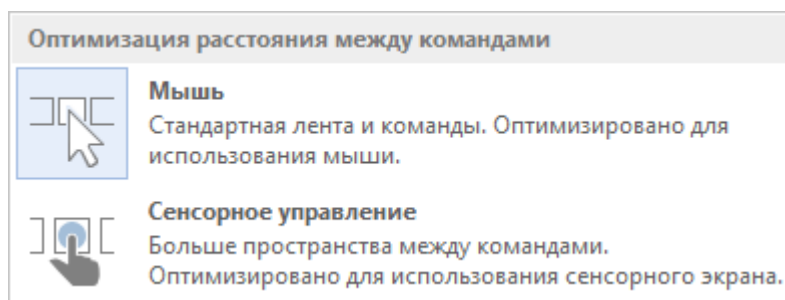 Оптимизация расстояния между командами
Мышь
Стандартная лента и команды. Оптимизировано для
использования мыши.
Сенсорное управление
Больше пространства между командами.
Оптимизировано для использования сенсорного экрана.